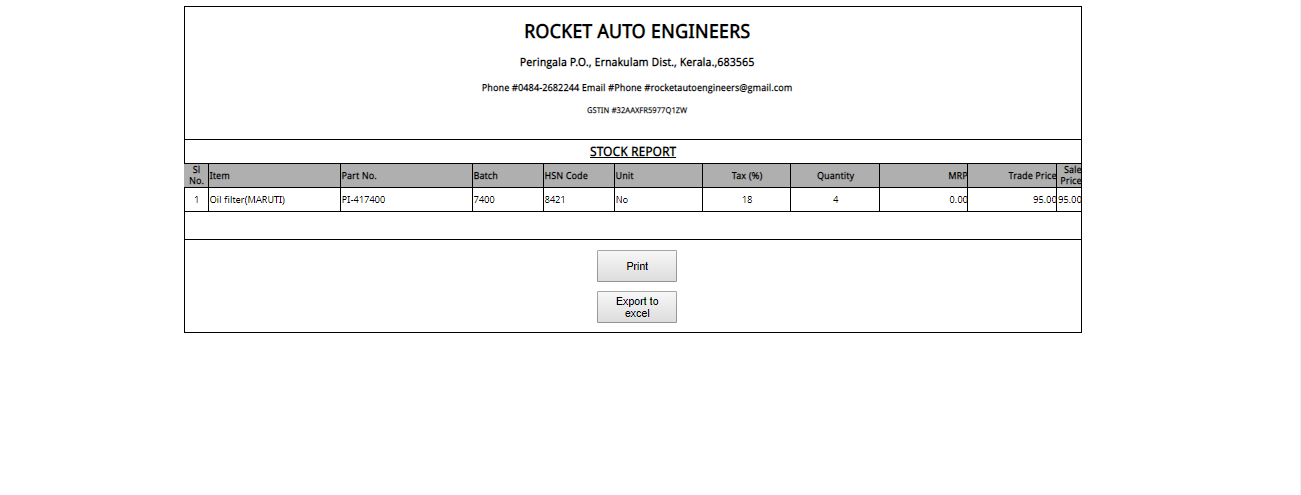 ROCKET AUTO ENGINEERS
Peringala P.O., Ernakulam Dist., Kerala.,683565
Phone #0484-2682244 Email #Phone #rocketautoengineers@gmail.com
GSTIN #32AAXFR5977Q1ZW
STOCK REPORT
Sl No. Item Part No. Batch HSN Code Unit Tax (%) Quantity MRP Trade Price Sale Price
1 Oil filter(MARUTI) PI-417400 7400 8421 No 18 4 0.00 95.00 95.00
Print
Export to
excel